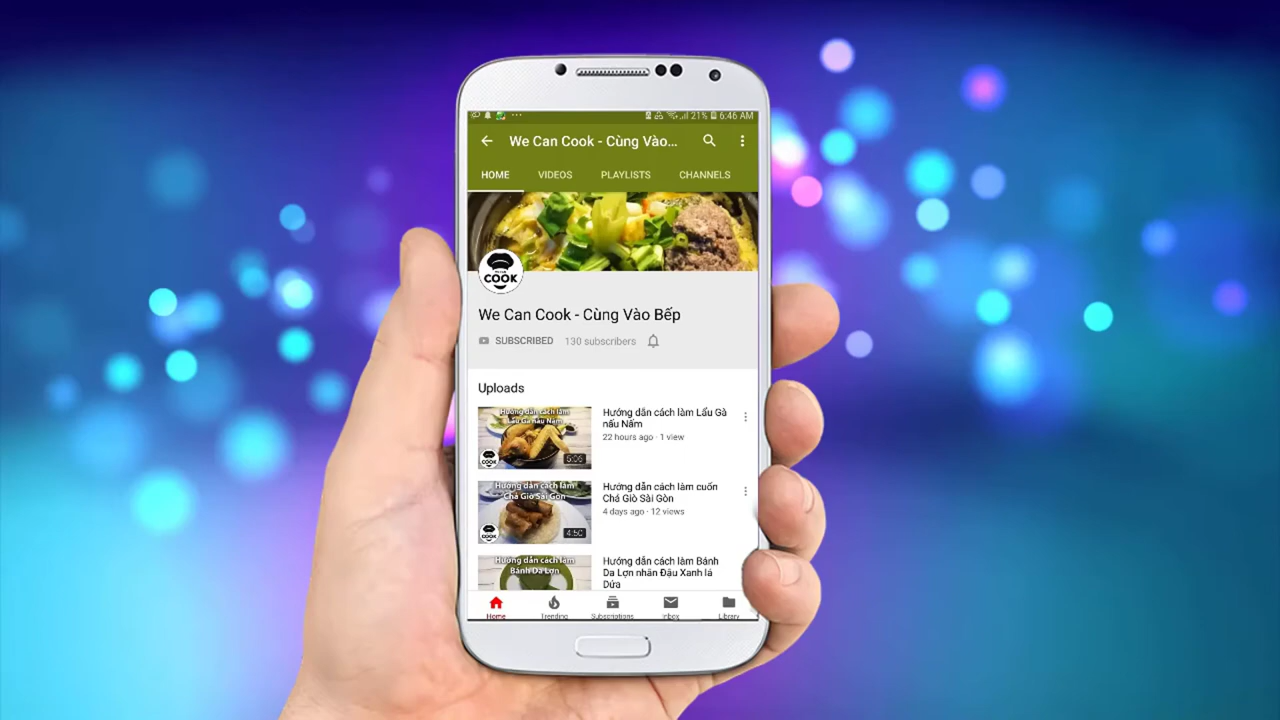 21% 6:46 AM
We Can Cook - Cùng Vào...
HOME VIDEOS PLAYLISTS CHANNELS
COOK
We Can Cook - Cùng Vào Bếp
SUBSCRIBED 130 subscribers
Uploads
Hướng dẫn cách làm
Lẩu Gà nấu Nấm
COOK
5:06
Hướng dẫn cách làm Lẩu Gà
nấu Nấm
22 hours ago · 1 view
Hướng dẫn cách làm
Chả Giò Sài Gòn
COOK
4:50
Hướng dẫn cách làm cuốn
Chả Giò Sài Gòn
4 days ago · 12 views
Hướng dẫn cách làm
Bánh Da Lợn
Hướng dẫn cách làm Bánh
Da Lợn nhân Đậu Xanh lá
Dứa
Home Trending Subscriptions Inbox Library